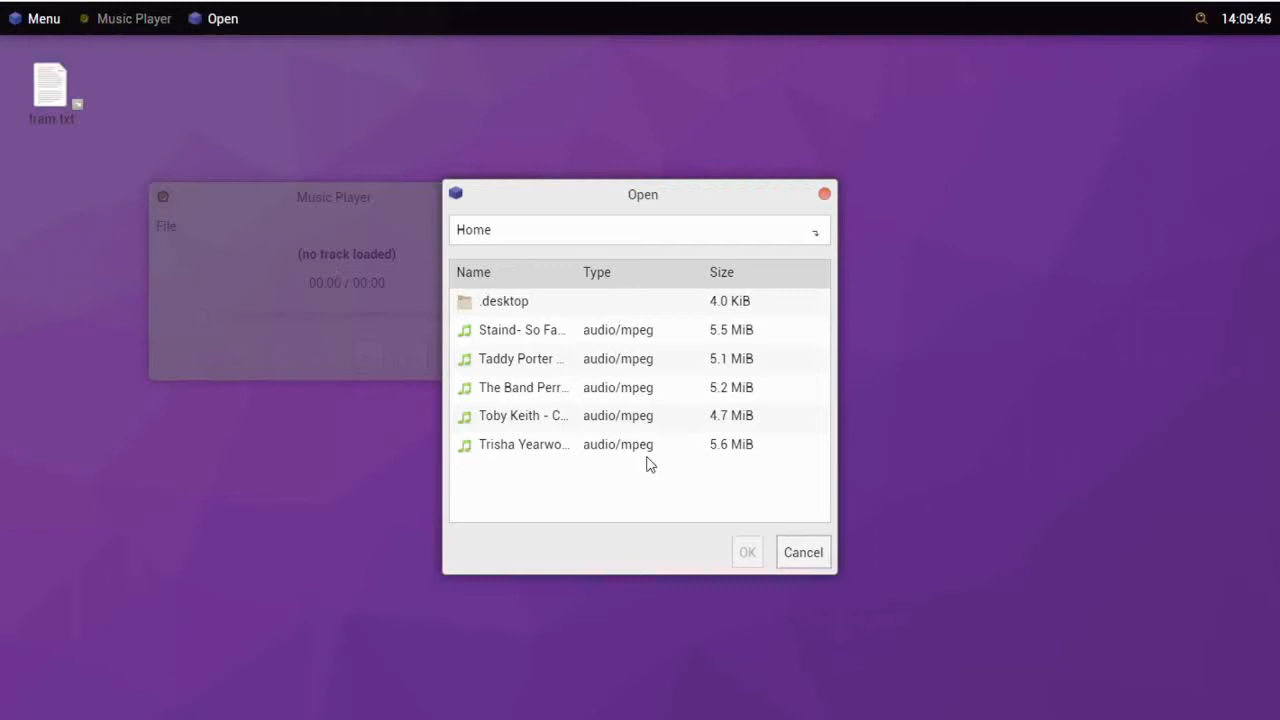 Menu Music Player Open 14:09:46
tram.txt
Music Player
File
(no track loaded)
00:00 / 00:00
Open
Home
Name Type Size
.desktop 4.0 KiB
Staind- So Fa... audio/mpeg 5.5 MiB
Taddy Porter ... audio/mpeg 5.1 MiB
The Band Perr... audio/mpeg 5.2 MiB
Toby Keith - C... audio/mpeg 4.7 MiB
Trisha Yearwo... audio/mpeg 5.6 MiB
OK Cancel